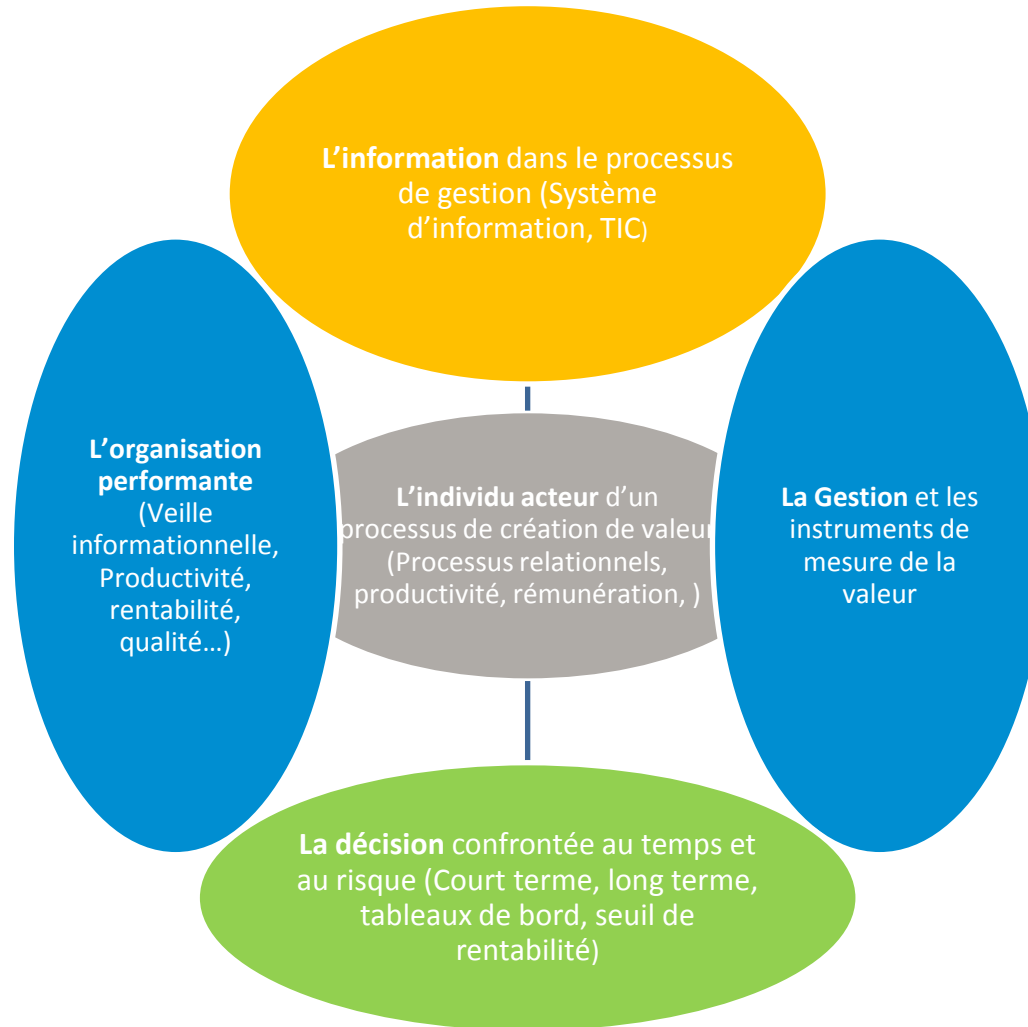 L’information dans le processus
de gestion (Système
d’information, TIC)
L’organisation
performante
(Veille
informationnelle,
Productivité,
rentabilité,
qualité…)
L’individu acteur d’un
processus de création de valeur
(Processus relationnels,
productivité, rémunération, )
La Gestion et les
instruments de
mesure de la
valeur
La décision confrontée au temps et
au risque (Court terme, long terme,
tableaux de bord, seuil de
rentabilité)